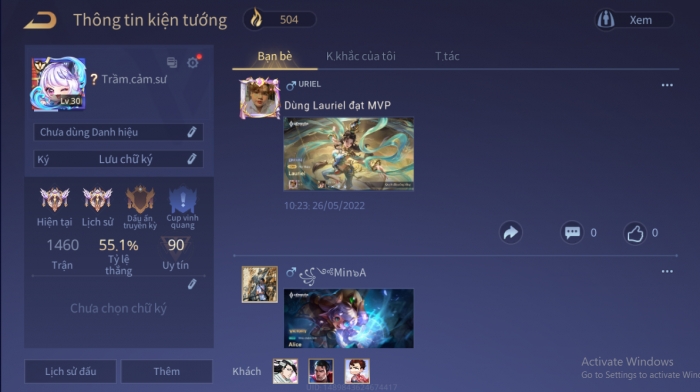 Thông tin kiện tướng
504
Xem
Lv.30
? Trầm.cảm.sư
Chưa dùng Danh hiệu
Ký Lưu chữ ký
Hiện tại
Lịch sử
Dấu ấn truyền kỳ
Cup vinh quang
1460 Trận
55.1% Tỷ lệ thắng
90 Uy tín
Chưa chọn chữ ký
Lịch sử đấu
Thêm
Bạn bè
K.khắc của tôi
T.tác
URIEL
Dùng Lauriel đạt MVP
Lauriel
10:23 26/05/2022
0
0
Alice
Khách
Activate Windows
Go to Settings to activate Win